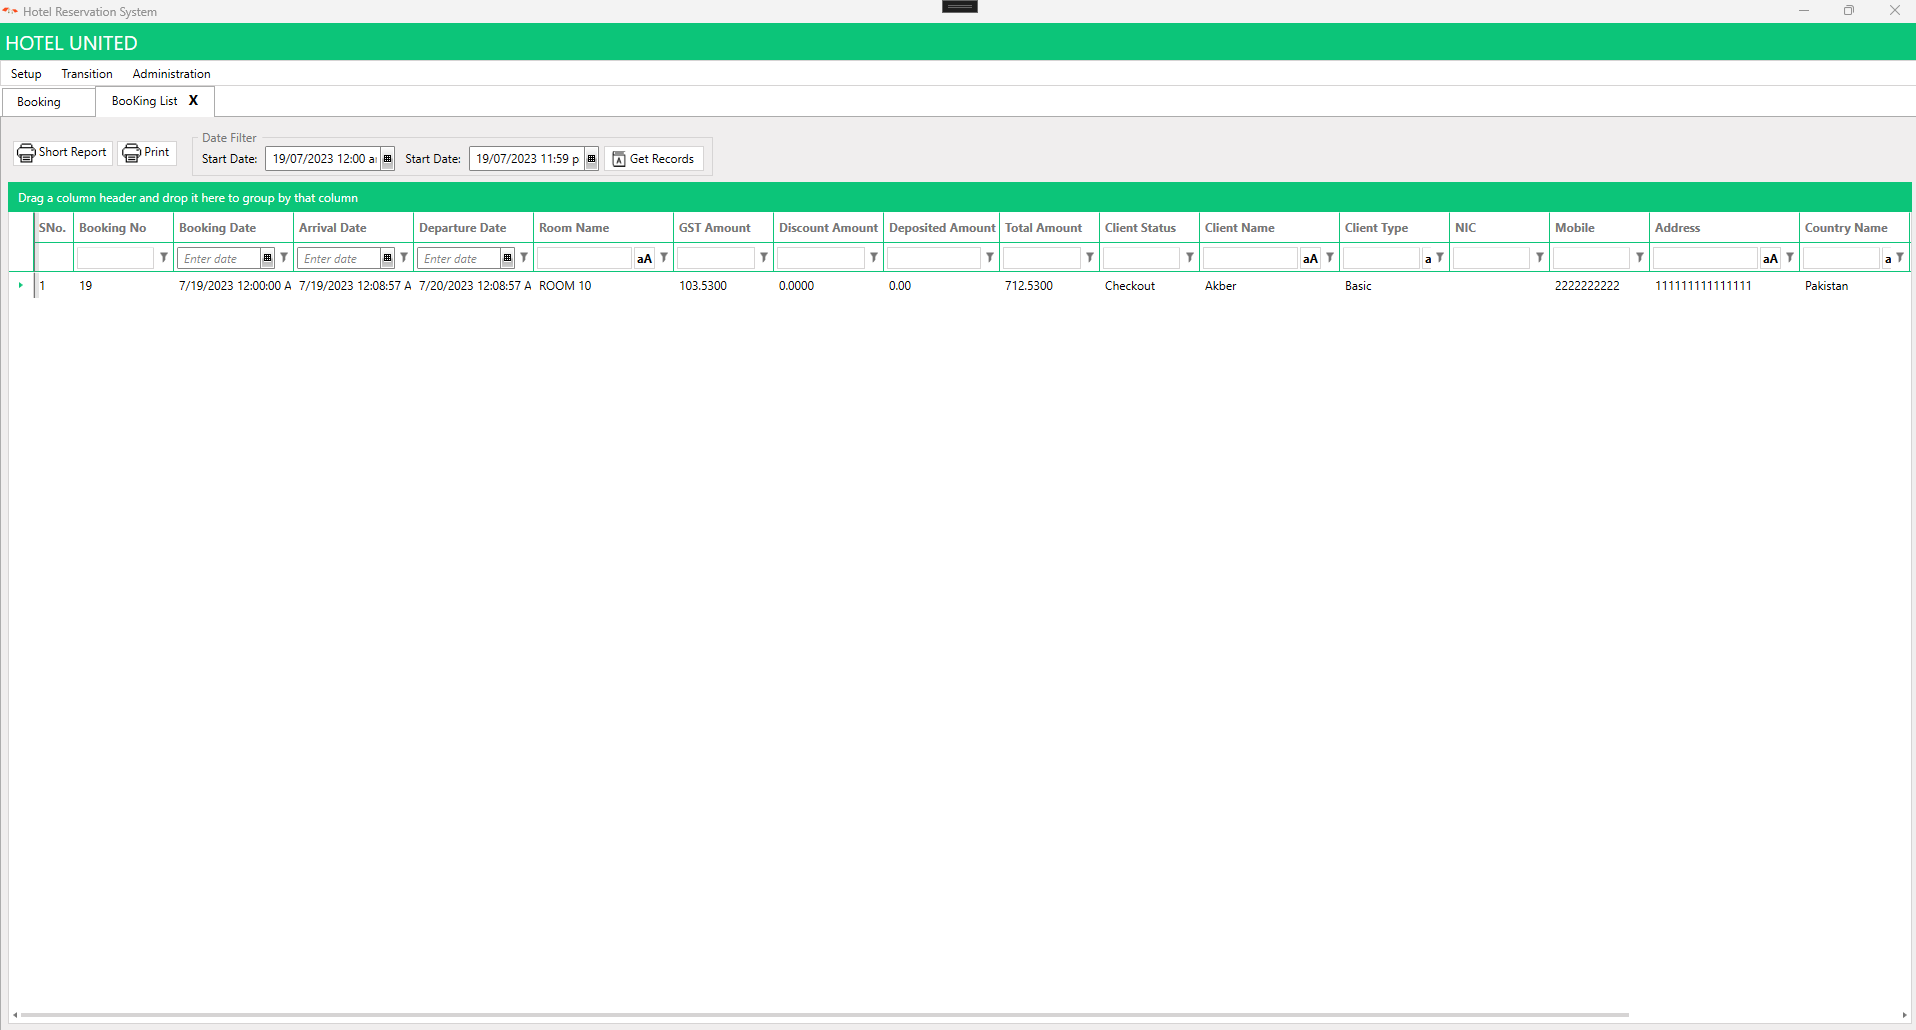 Hotel Reservation System
HOTEL UNITED
Setup Transition Administration
Booking BooKing List X
Date Filter
Short Report Print Start Date: 19/07/2023 12:00 a Start Date: 19/07/2023 11:59 p Get Records
Drag a column header and drop it here to group by that column
SNo. Booking No Booking Date Arrival Date Departure Date Room Name GST Amount Discount Amount Deposited Amount Total Amount Client Status Client Name Client Type NIC Mobile Address Country Name
Enter date Enter date Enter date aA aA a aA a
1 19 7/19/2023 12:00:00 A 7/19/2023 12:08:57 A 7/20/2023 12:08:57 A ROOM 10 103.5300 0.0000 0.00 712.5300 Checkout Akber Basic 2222222222 111111111111111 Pakistan